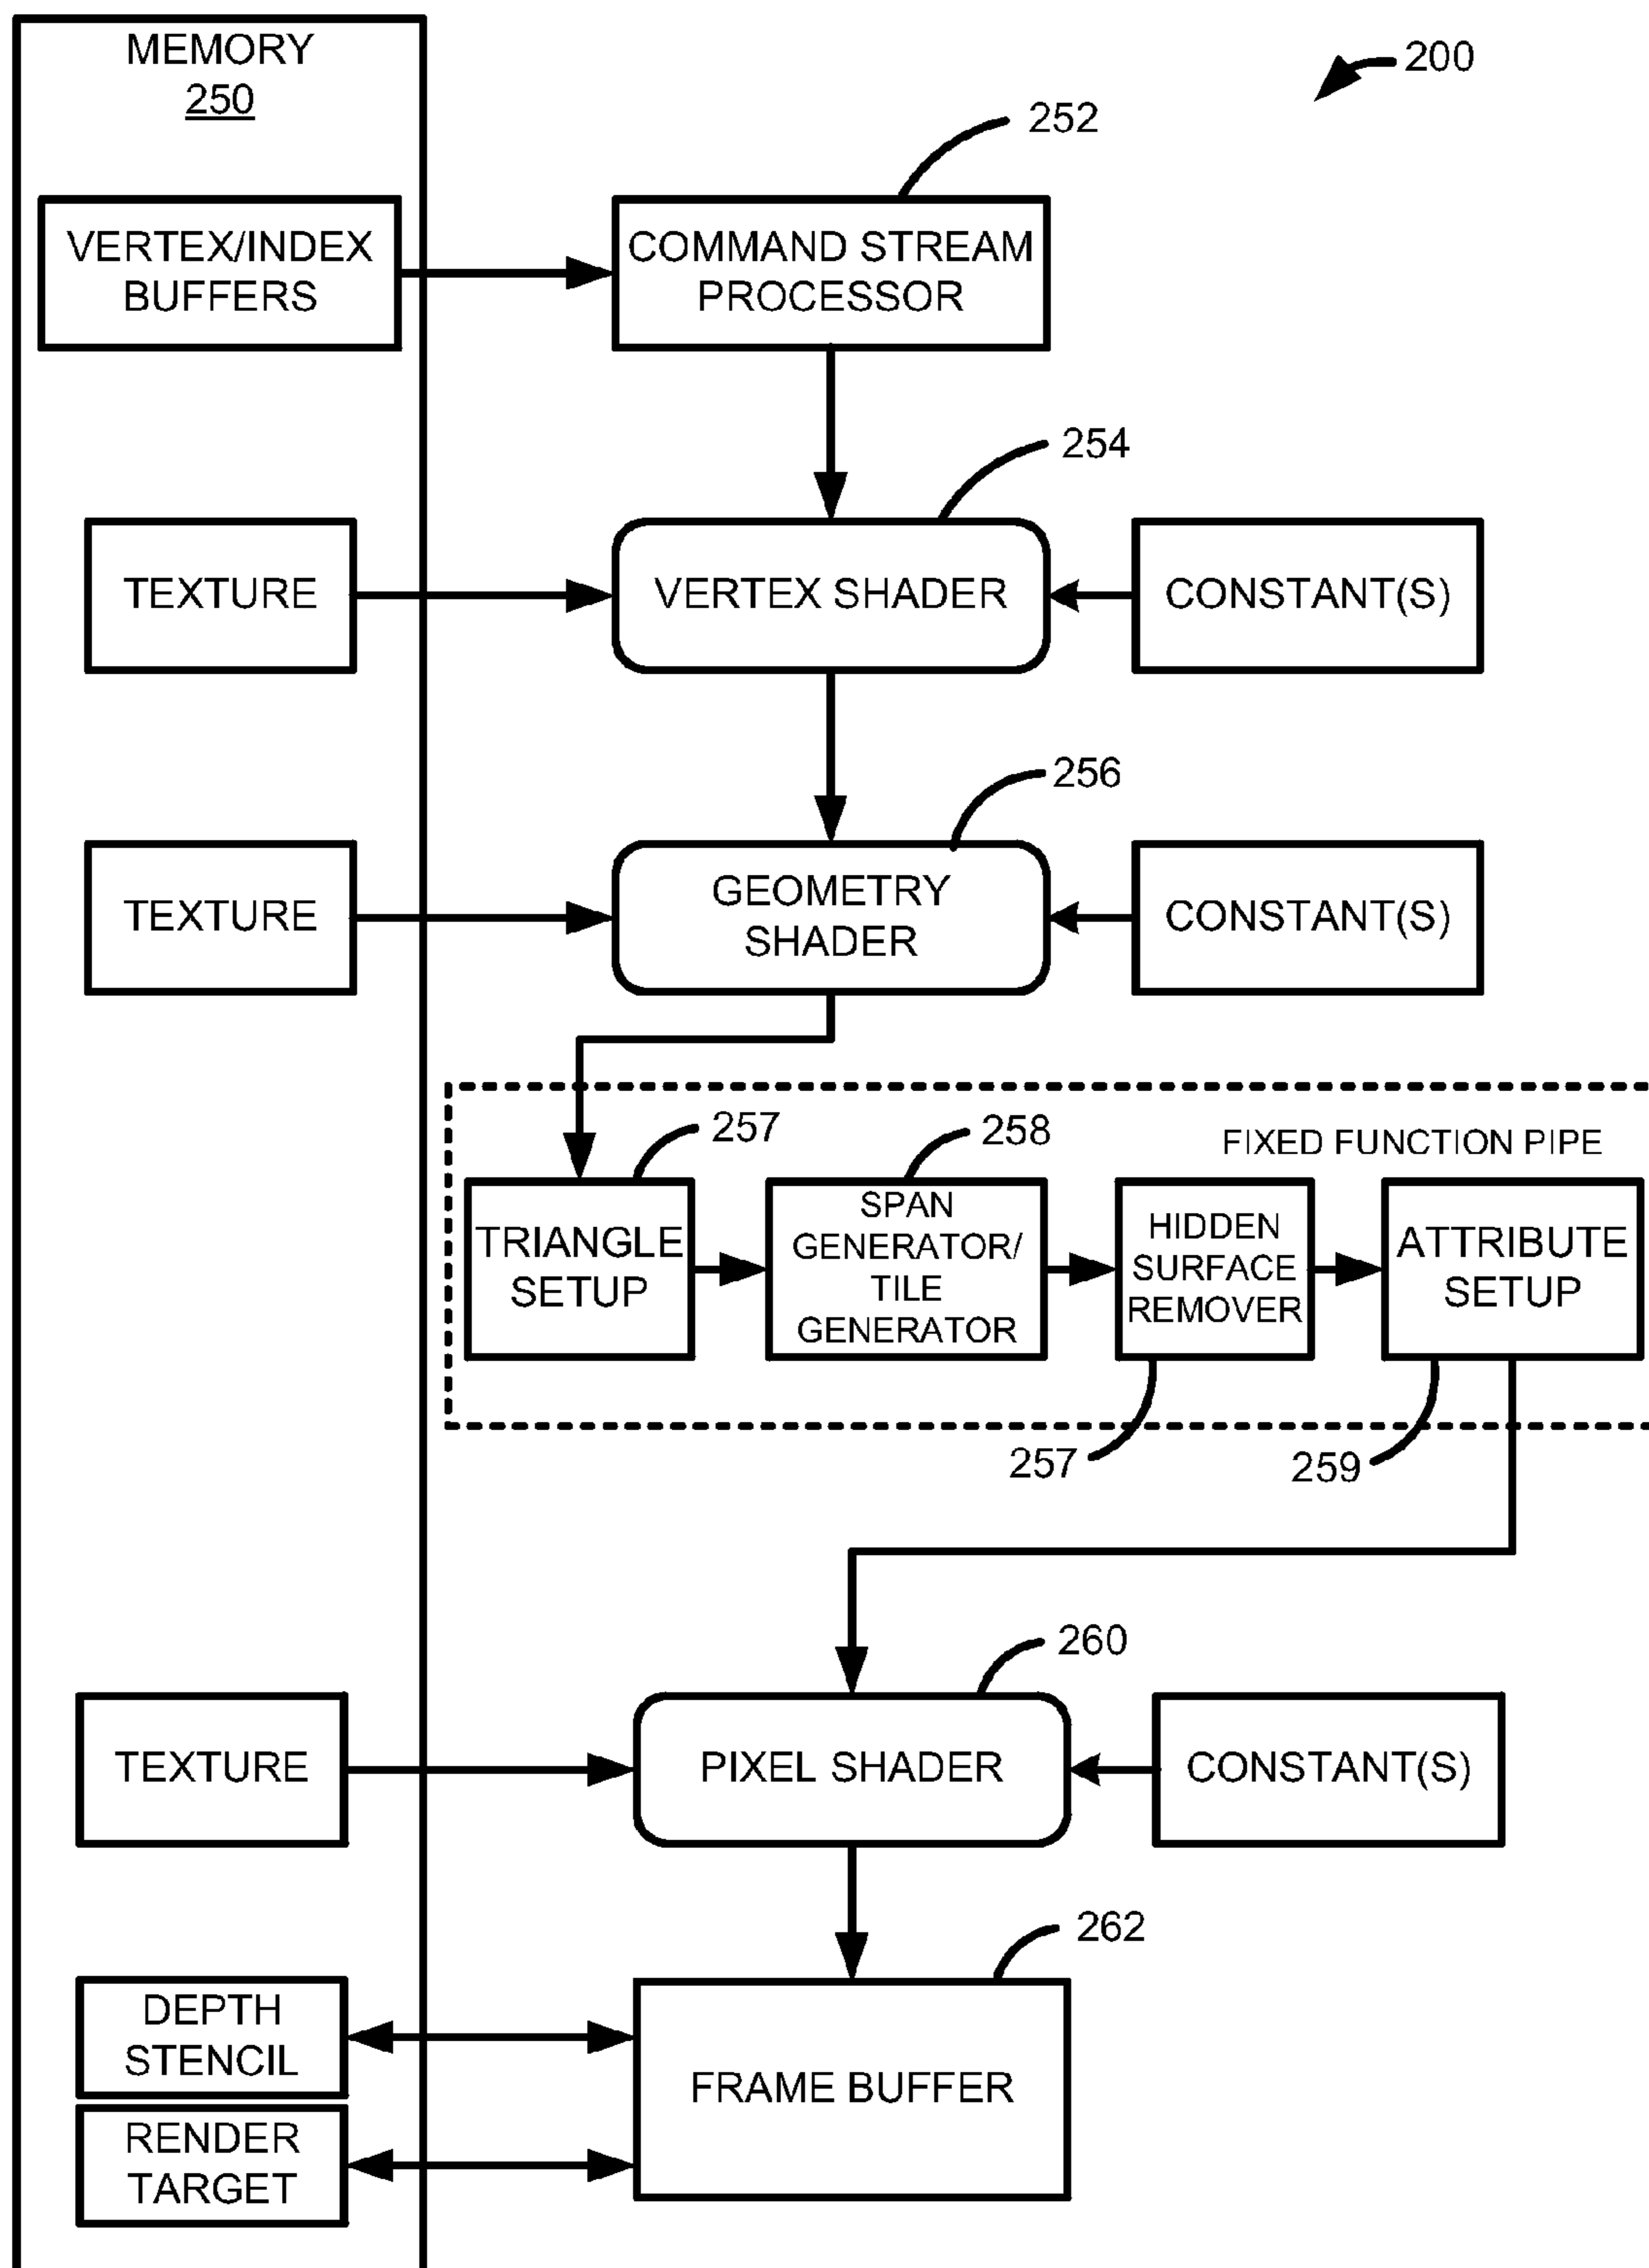 MEMORY
250
200
252
VERTEX/INDEX
BUFFERS
COMMAND STREAM
PROCESSOR
254
TEXTURE
VERTEX SHADER
CONSTANT(S)
256
TEXTURE
GEOMETRY
SHADER
CONSTANT(S)
257
258
FIXED FUNCTION PIPE
TRIANGLE
SETUP
SPAN
GENERATOR/
TILE
GENERATOR
HIDDEN
SURFACE
REMOVER
ATTRIBUTE
SETUP
257
259
260
TEXTURE
PIXEL SHADER
CONSTANT(S)
262
DEPTH
STENCIL
FRAME BUFFER
RENDER
TARGET